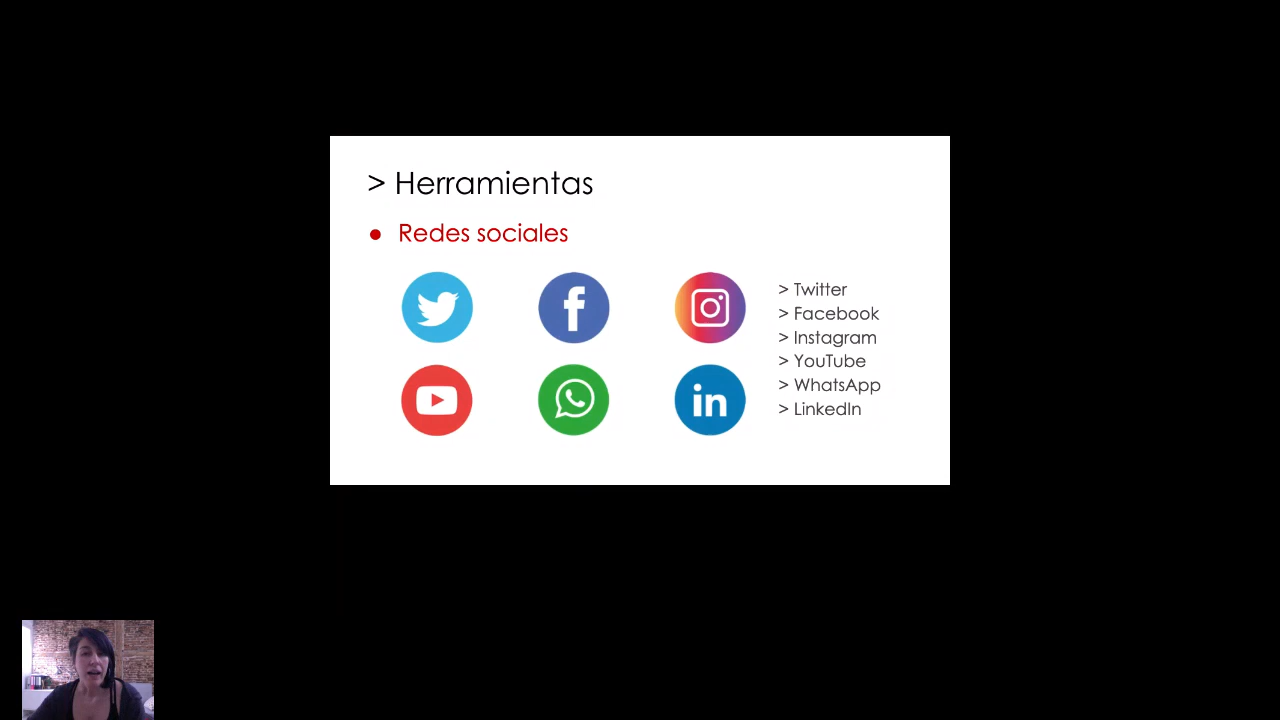 > Herramientas
● Redes sociales
> Twitter
> Facebook
> Instagram
> YouTube
> WhatsApp
> LinkedIn